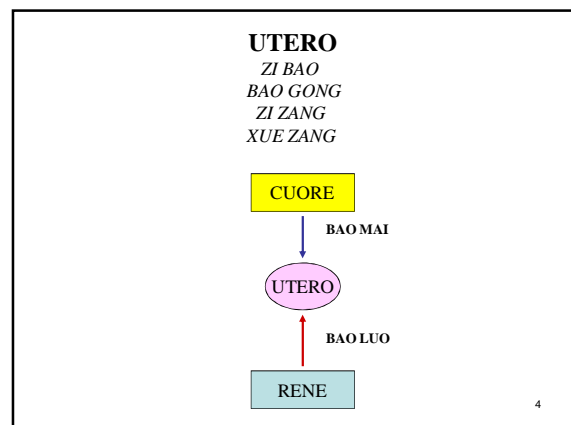 UTERO
ZI BAO
BAO GONG
ZI ZANG
XUE ZANG
CUORE
BAO MAI
UTERO
BAO LUO
RENE
4